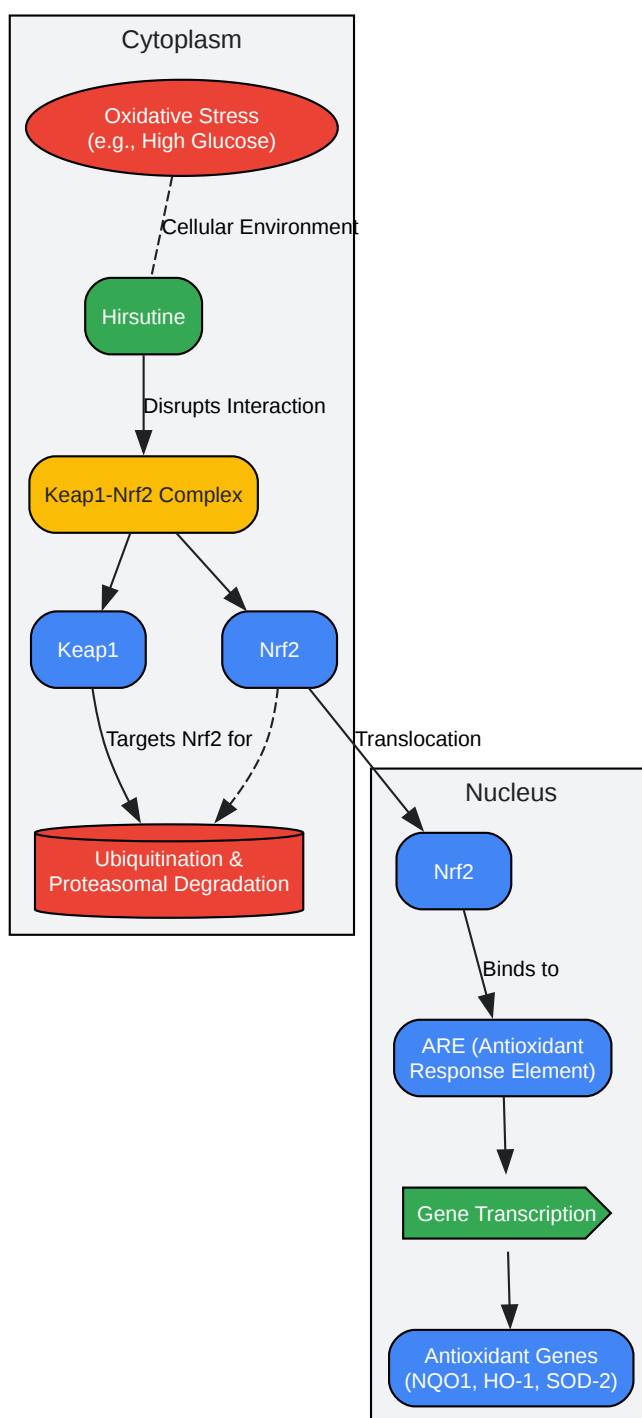 Cytoplasm
Oxidative Stress
(e.g., High Glucose)
Cellular Environment
Hirsutine
Disrupts Interaction
Keap1-Nrf2 Complex
Keap1
Nrf2
Targets Nrf2 for
Translocation
Ubiquitination &
Proteasomal Degradation
Nucleus
Nrf2
Binds to
ARE (Antioxidant
Response Element)
Gene Transcription
Antioxidant Genes
(NQO1, HO-1, SOD-2)